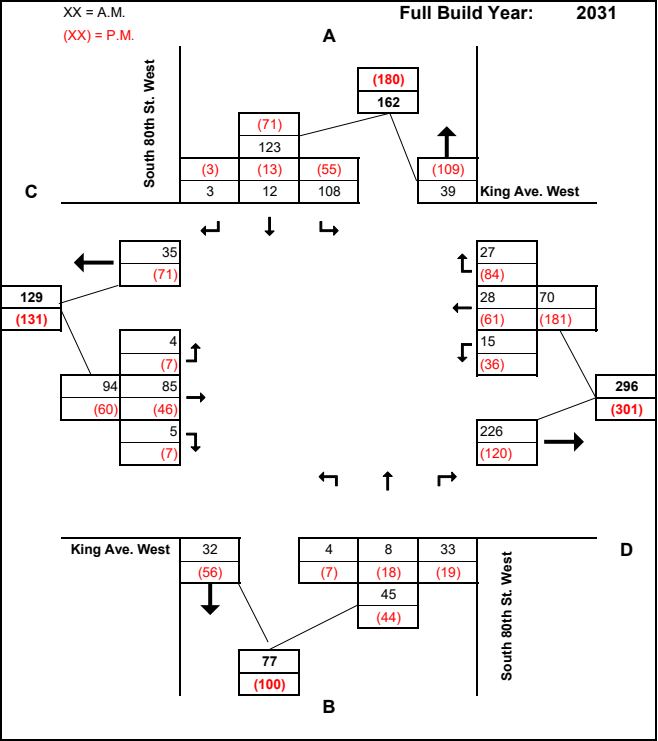 XX = A.M.
Full Build Year: 2031
(XX) = P.M.
A
South 80th St. West
(180)
162
(71)
123
(3) (13) (55) (109)
3 12 108 39
C
King Ave. West
35
(71)
27
(84)
129
(131)
28 70
(61) (181)
4
(7)
15
(36)
94 85
(60) (46)
296
(301)
5
(7)
226
(120)
King Ave. West
32 4 8 33
(56) (7) (18) (19)
D
South 80th St. West
45
(44)
77
(100)
B